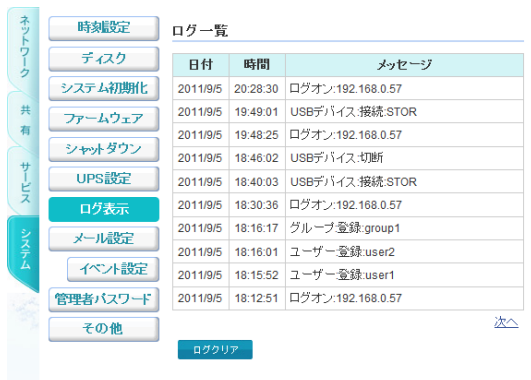 ネットワーク
共有
サービス
システム
時刻設定
ディスク
システム初期化
ファームウェア
シャットダウン
UPS設定
ログ表示
メール設定
イベント設定
管理者パスワード
その他
ログ一覧
日付 時間 メッセージ
2011/9/5 20:28:30 ログオン:192.168.0.57
2011/9/5 19:49:01 USBデバイス:接続:STOR
2011/9/5 19:48:25 ログオン:192.168.0.57
2011/9/5 18:46:02 USBデバイス:切断
2011/9/5 18:40:03 USBデバイス:接続:STOR
2011/9/5 18:30:36 ログオン:192.168.0.57
2011/9/5 18:16:17 グループ:登録:group1
2011/9/5 18:16:01 ユーザー:登録:user2
2011/9/5 18:15:52 ユーザー:登録:user1
2011/9/5 18:12:51 ログオン:192.168.0.57
次へ
ログクリア